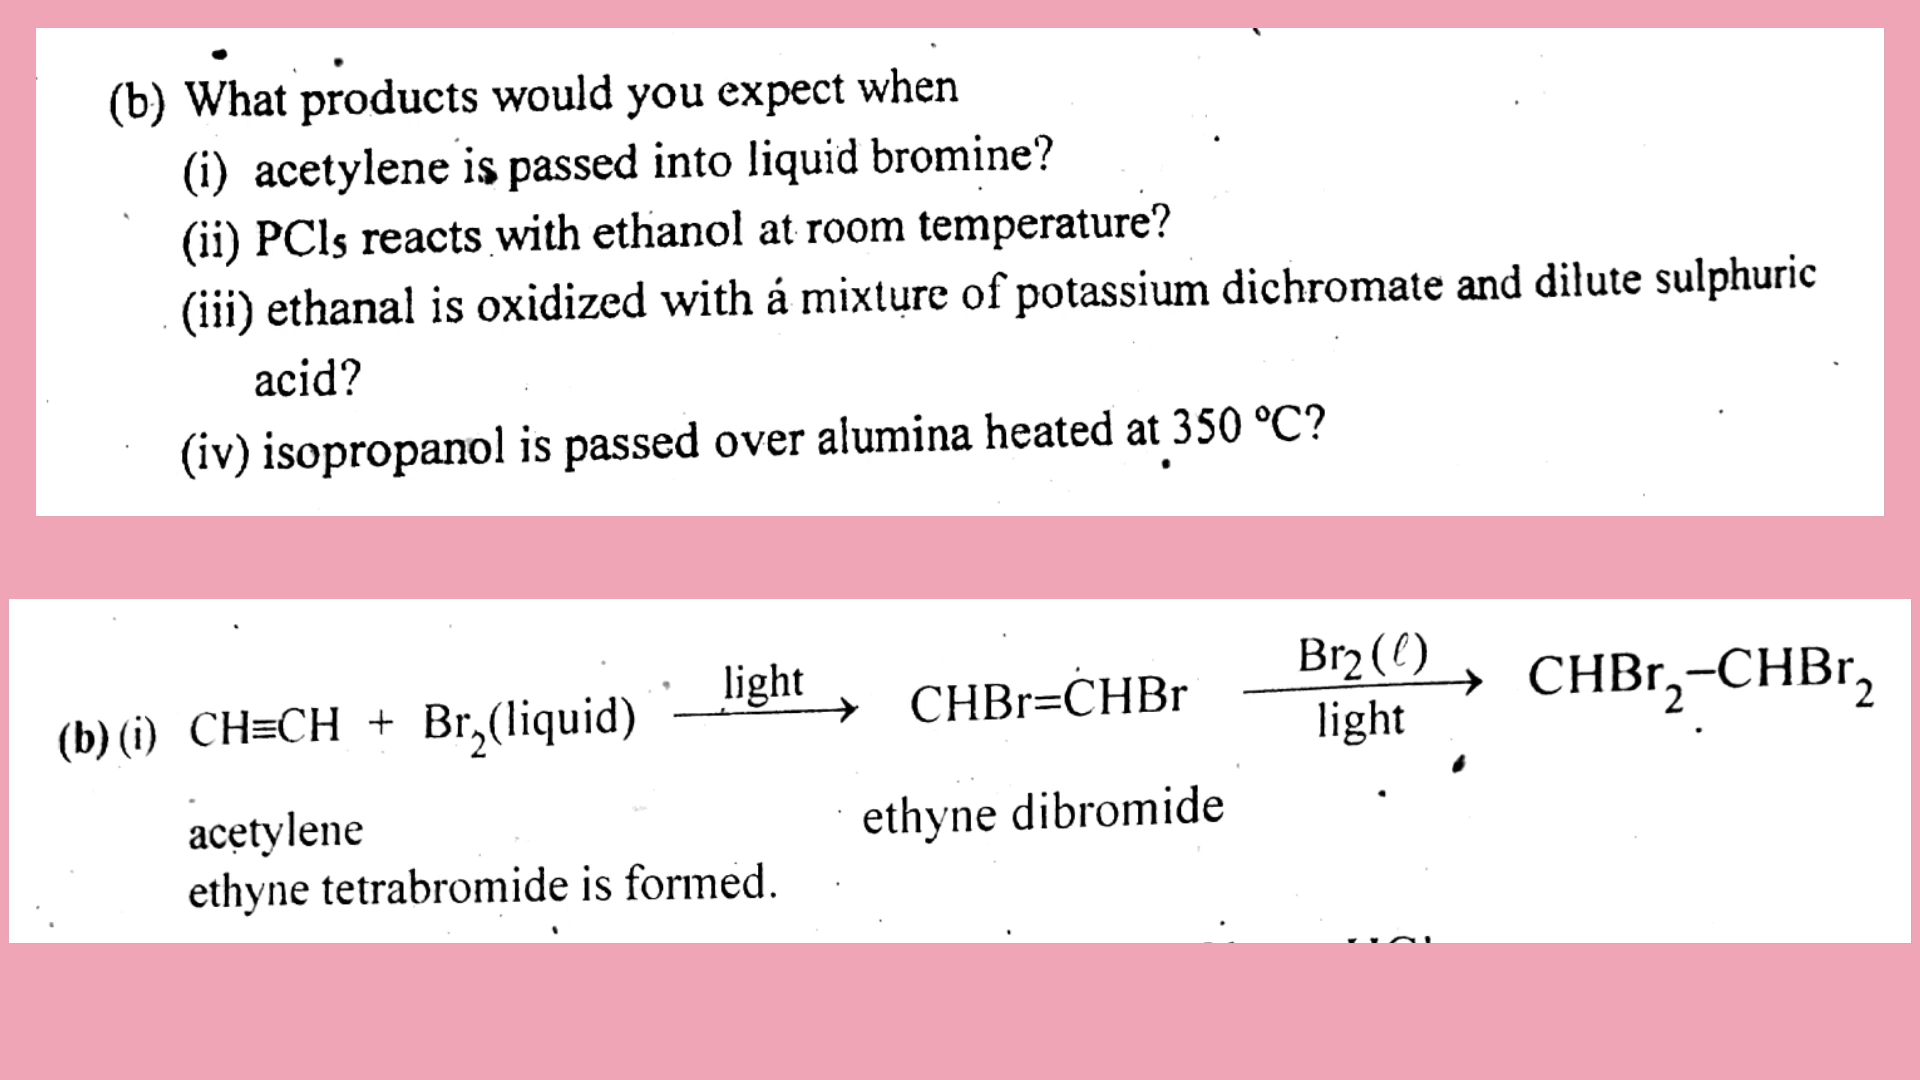 (b) What products would you expect when
(i) acetylene is passed into liquid bromine?
(ii) PCl₅ reacts with ethanol at room temperature?
(iii) ethanal is oxidized with a mixture of potassium dichromate and dilute sulphuric
acid?
(iv) isopropanol is passed over alumina heated at 350 ºC?
(b) (i) CH≡CH + Br₂(liquid) light → CHBr=CHBr Br₂(ℓ) light → CHBr₂–CHBr₂
acetylene ethyne dibromide
ethyne tetrabromide is formed.